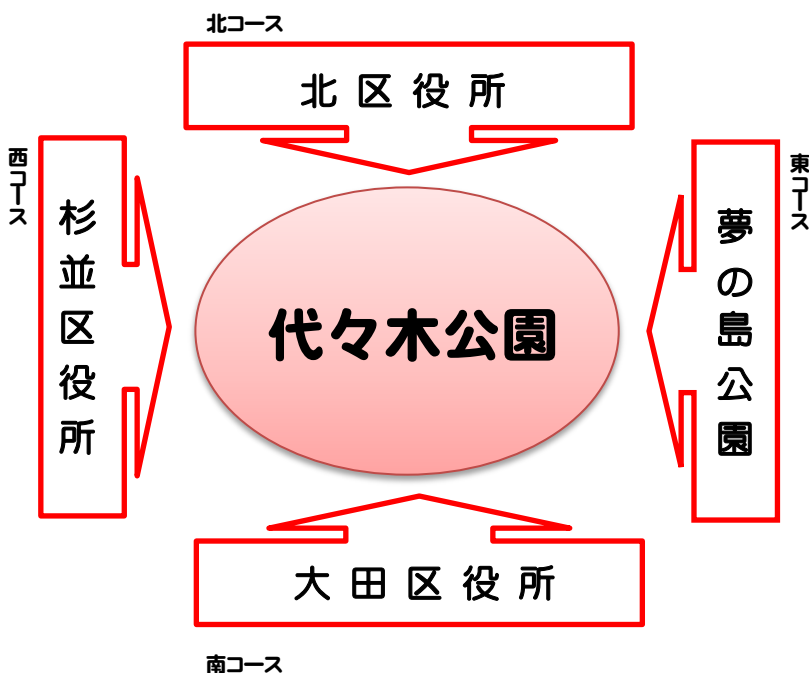 北コース
北区役所
西コース
杉並区役所
代々木公園
夢の島公園
東コース
大田区役所
南コース